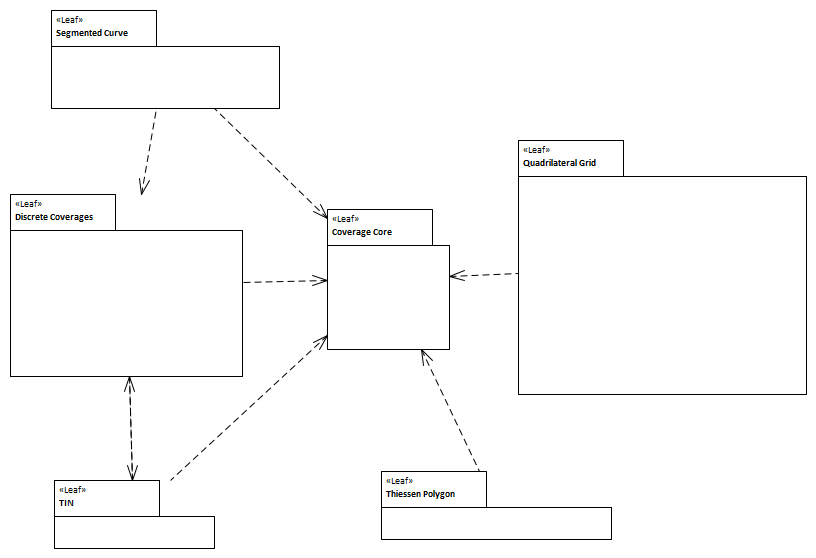 «Leaf»
Segmented Curve
«Leaf»
Quadrilateral Grid
«Leaf»
Discrete Coverages
«Leaf»
Coverage Core
«Leaf»
TIN
«Leaf»
Thiessen Polygon